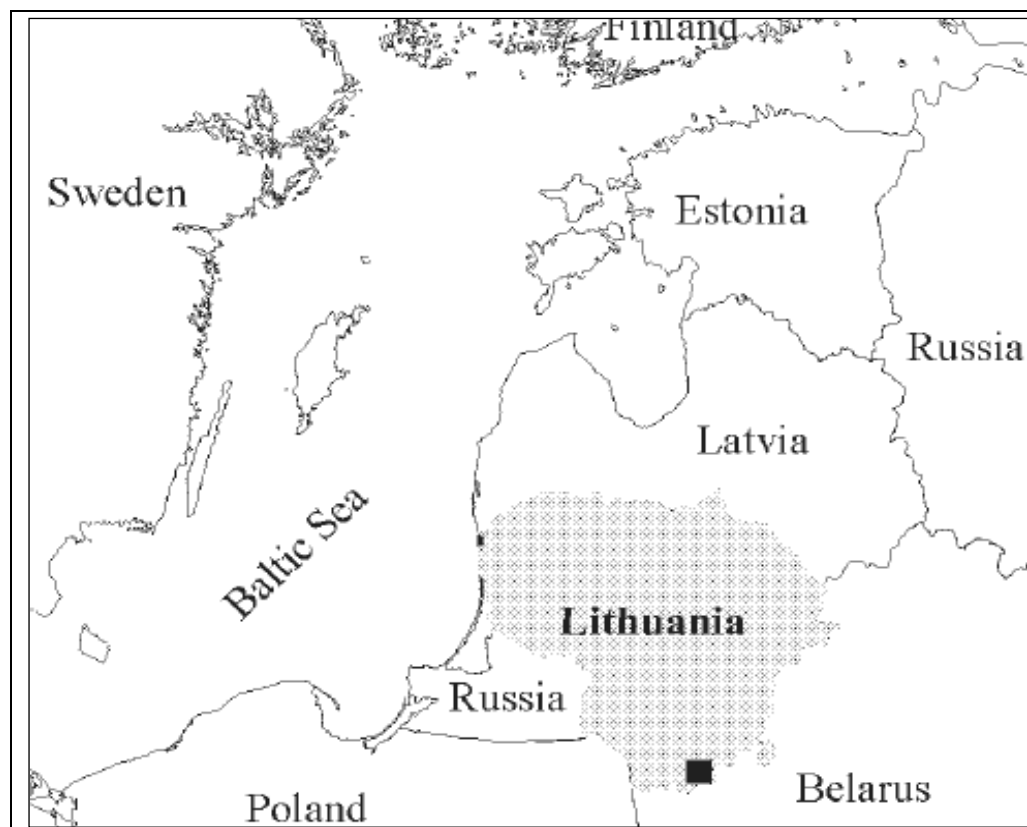 Finland
Sweden
Estonia
Russia
Latvia
Baltic Sea
Lithuania
Russia
Belarus
Poland